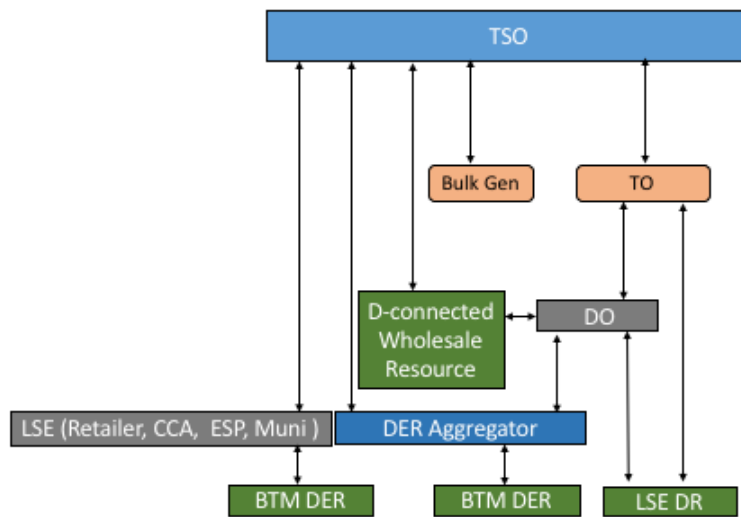 TSO
Bulk Gen
TO
D-connected
Wholesale
Resource
DO
LSE (Retailer, CCA,  ESP, Muni )
DER Aggregator
BTM DER
BTM DER
LSE DR